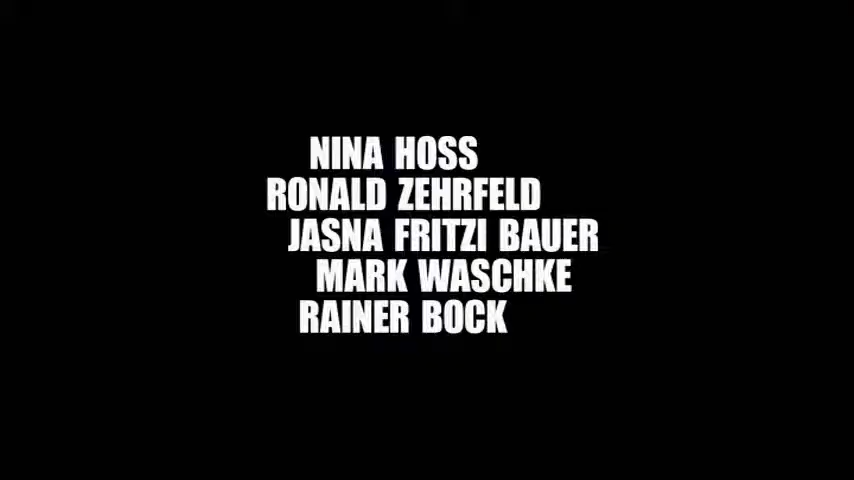 NINA HOSS
RONALD ZEHRFELD
JASNA FRITZI BAUER
MARK WASCHKE
RAINER BOCK